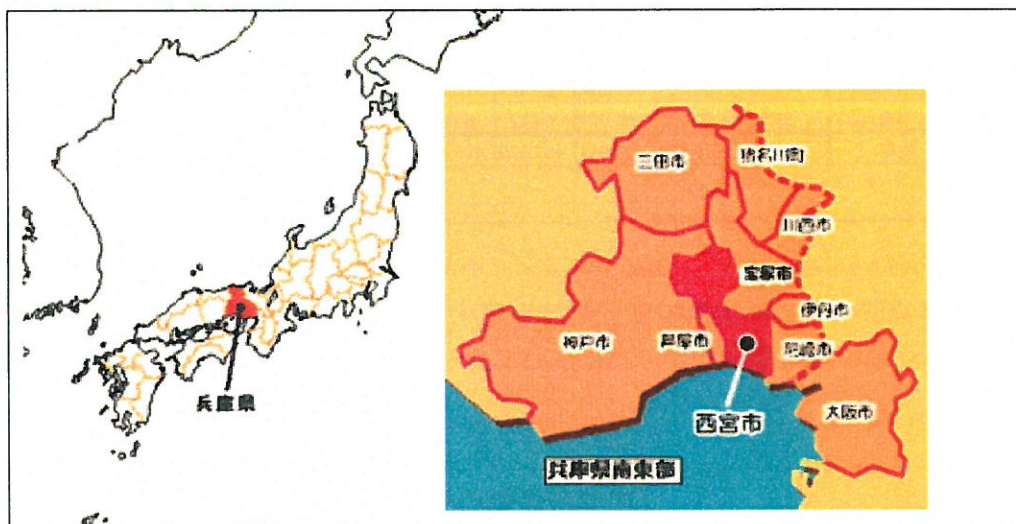 兵庫県
三田市
猪名川町
川西市
宝塚市
伊丹市
神戸市
芦屋市
尼崎市
西宮市
大阪市
兵庫県南東部